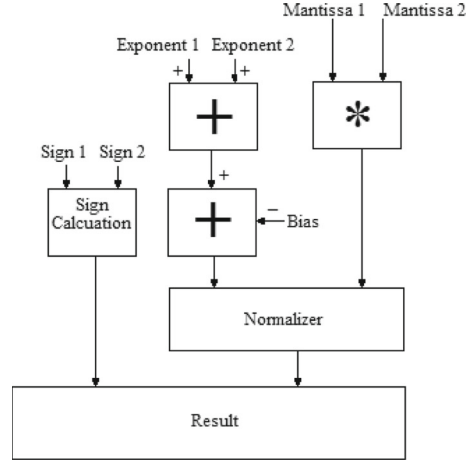 Mantissa 1 Mantissa 2
Exponent 1 Exponent 2
+ +
+ *
Sign 1 Sign 2
+
Sign
Calcuation
+
−
Bias
Normalizer
Result